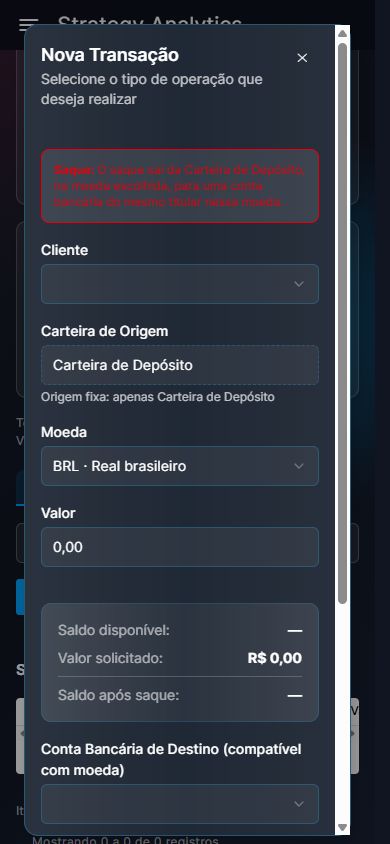 Strategy Analytics
Nova Transação
Selecione o tipo de operação que
deseja realizar
Saque: O saque sai da Carteira de Depósito,
na moeda escolhida, para uma conta
bancária do mesmo titular nessa moeda.
Cliente
Carteira de Origem
Carteira de Depósito
Origem fixa: apenas Carteira de Depósito
Moeda
BRL · Real brasileiro
Valor
0,00
Saldo disponível: —
Valor solicitado: R$ 0,00
Saldo após saque: —
Conta Bancária de Destino (compatível
com moeda)
Mostrando 0 a 0 de 0 registros